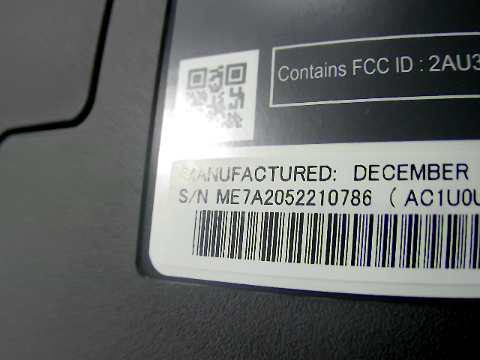 Contains FCC ID : 2AU3
MANUFACTURED: DECEMBER
S/N ME7A2052210786 ( AC1U0U